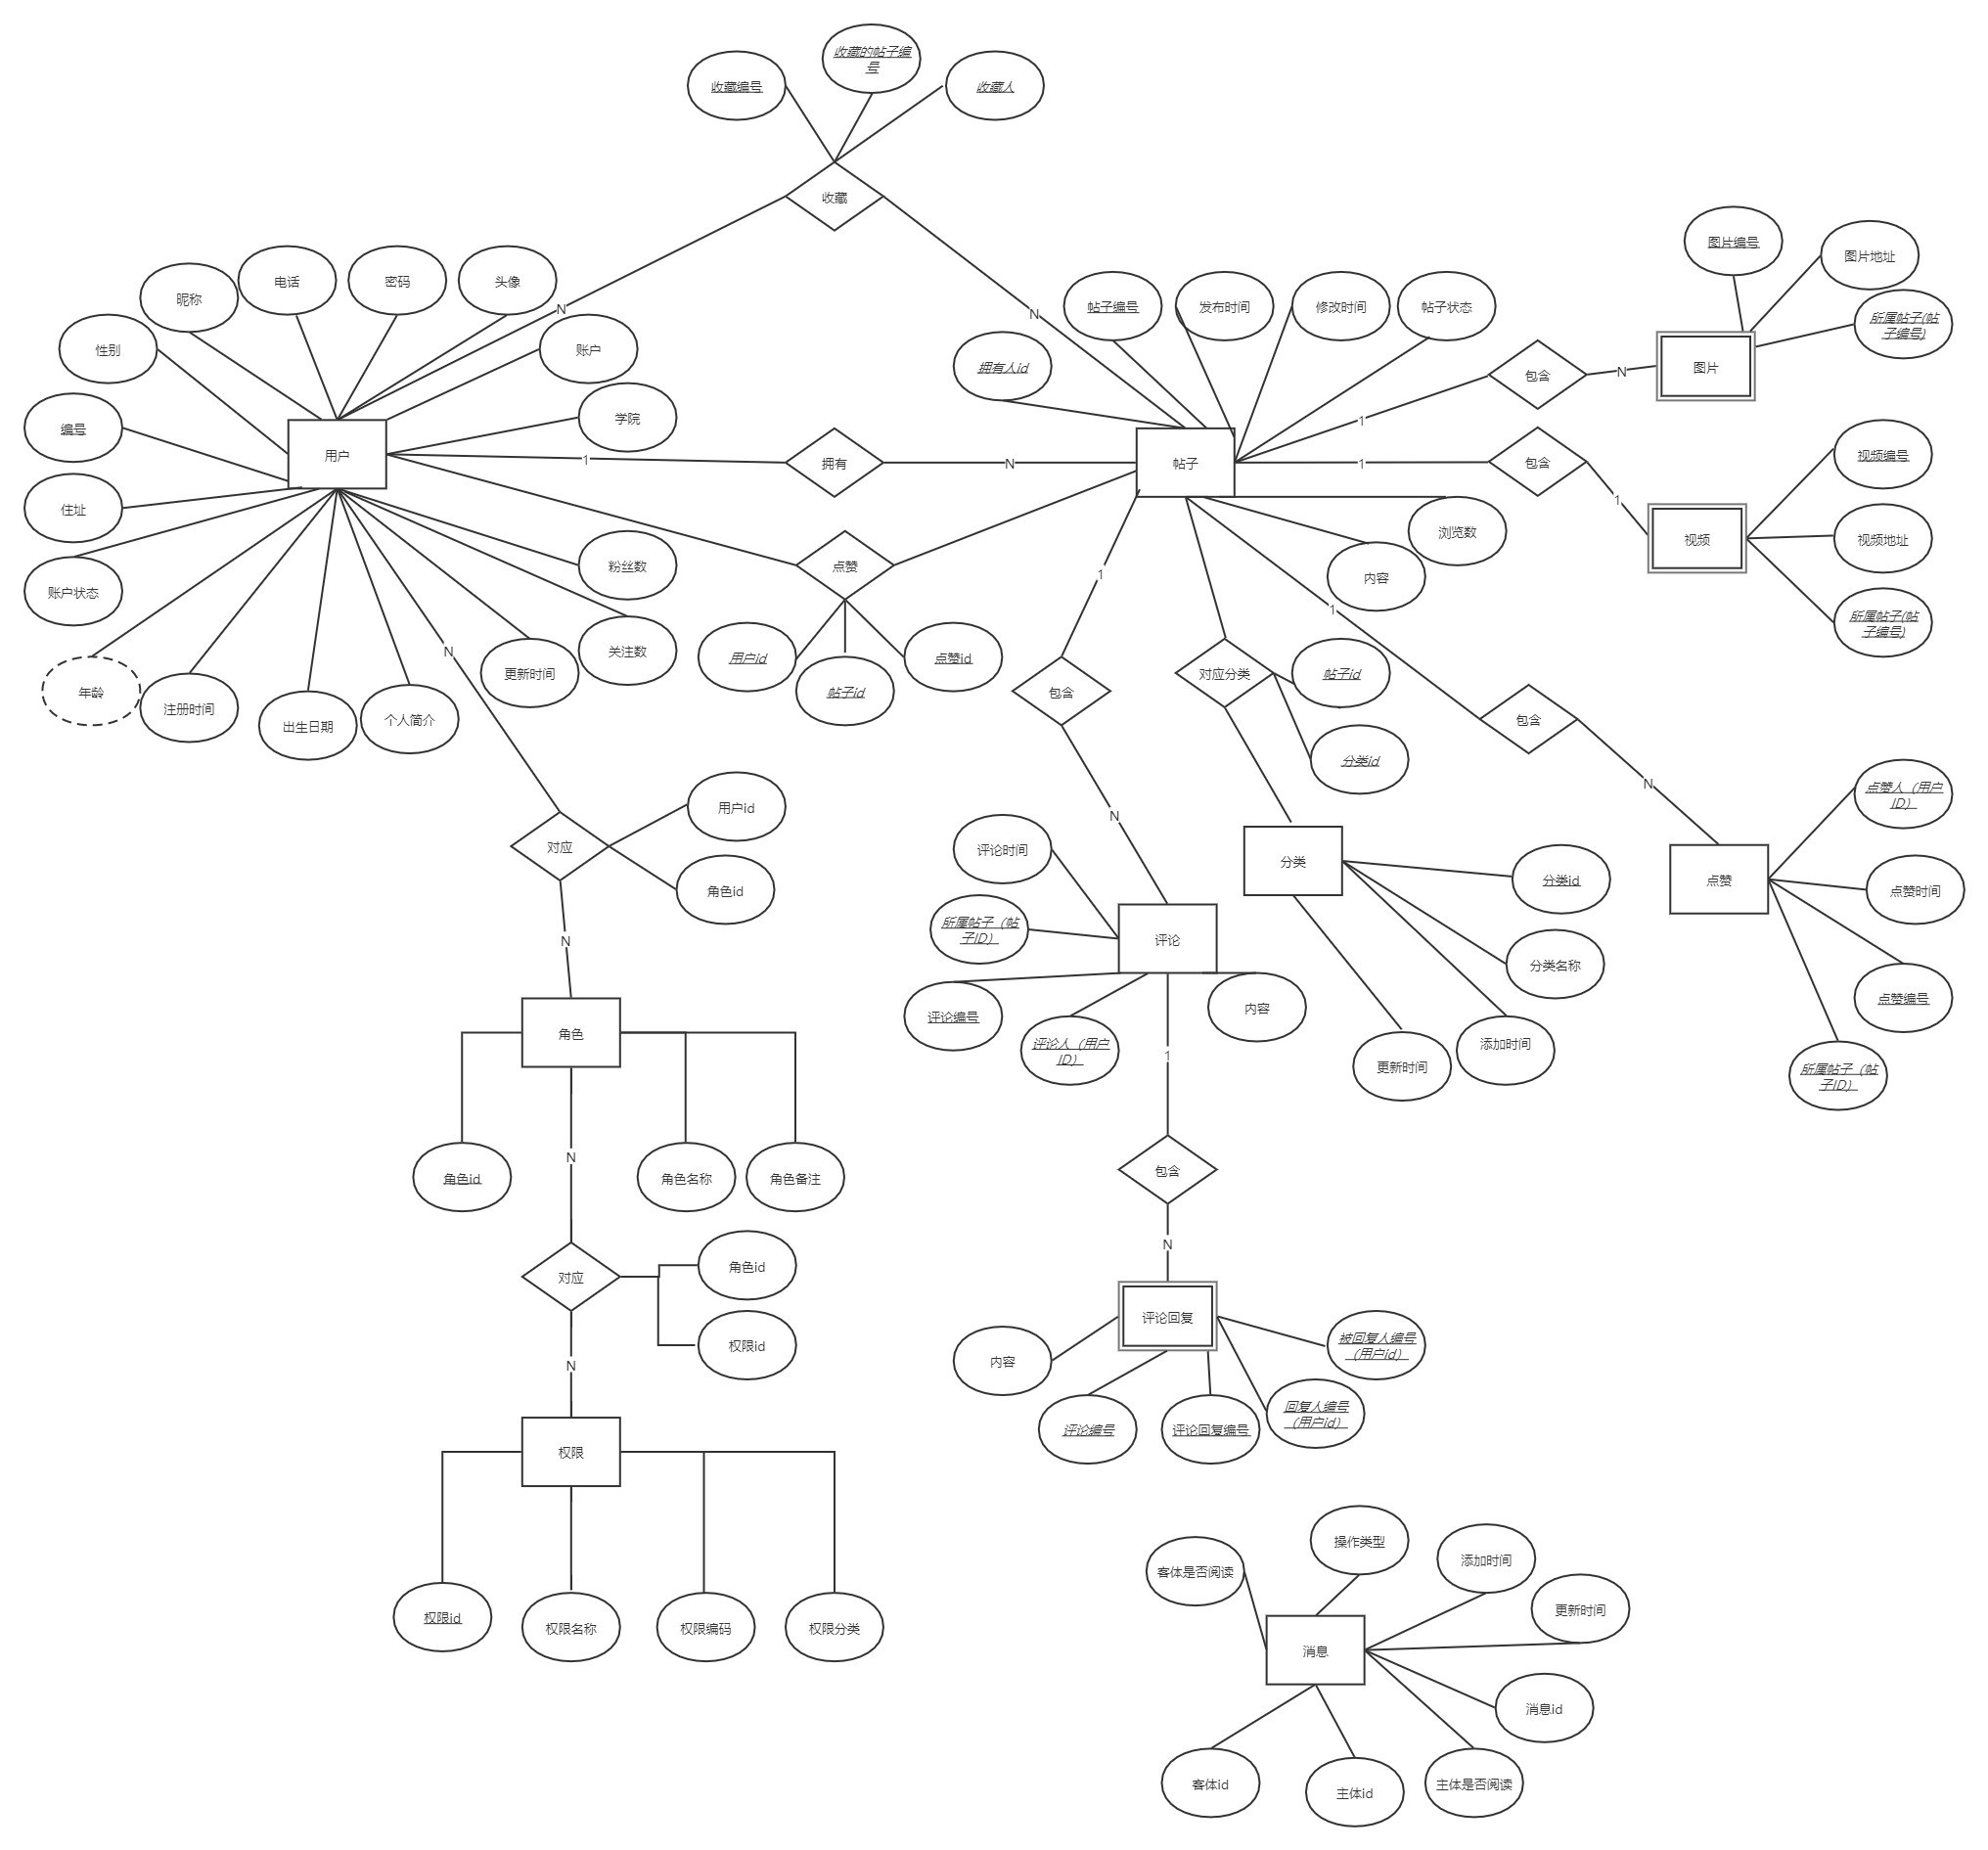 收藏的帖子编
号
收藏编号
收藏人
收藏
图片编号
图片地址
所属帖子(帖
子编号)
电话
密码
头像
昵称
N
N
帖子编号
发布时间
修改时间
帖子状态
性别
账户
拥有人id
包含
N
图片
编号
学院
1
用户
1
拥有
N
帖子
1
包含
视频编号
1
住址
浏览数
视频
视频地址
账户状态
粉丝数
点赞
1
内容
1
所属帖子(帖
子编号)
N
关注数
用户id
点赞id
更新时间
对应分类
帖子id
年龄
注册时间
出生日期
个人简介
帖子id
包含
包含
分类id
N
点赞人（用户
ID）
用户id
N
对应
评论时间
分类
分类id
点赞
点赞时间
角色id
所属帖子（帖
子ID）
N
评论
分类名称
点赞编号
评论编号
内容
角色
评论人（用户
ID）
1
更新时间
添加时间
所属帖子（帖
子ID）
N
角色id
角色名称
角色备注
包含
角色id
N
对应
权限id
N
评论回复
被回复人编号
（用户id）
内容
评论编号
评论回复编号
回复人编号
（用户id）
权限
操作类型
客体是否阅读
添加时间
更新时间
权限id
权限名称
权限编码
权限分类
消息
消息id
客体id
主体id
主体是否阅读